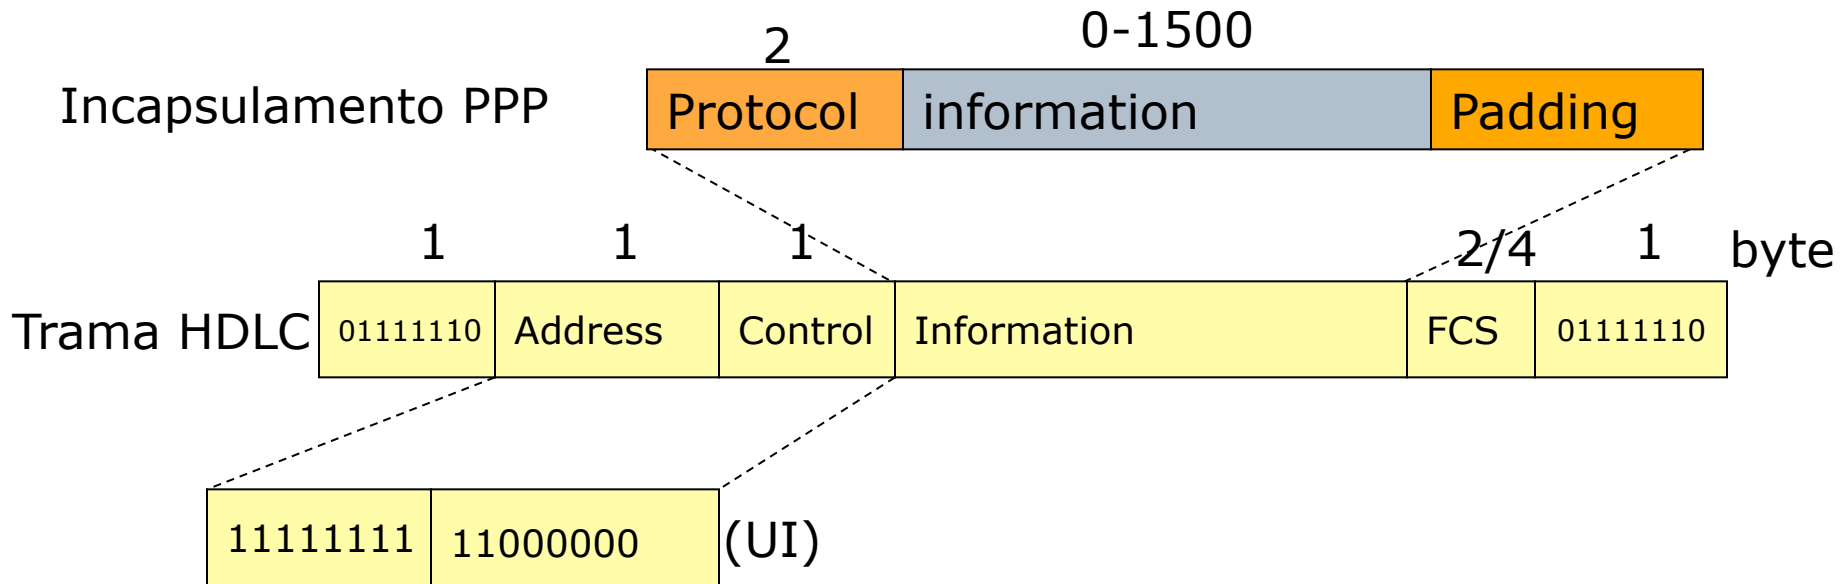 2 0-1500
Incapsulamento PPP Protocol information Padding
1 1 1 2/4 1 byte
Trama HDLC 01111110 Address Control Information FCS 01111110
11111111 11000000 (UI)